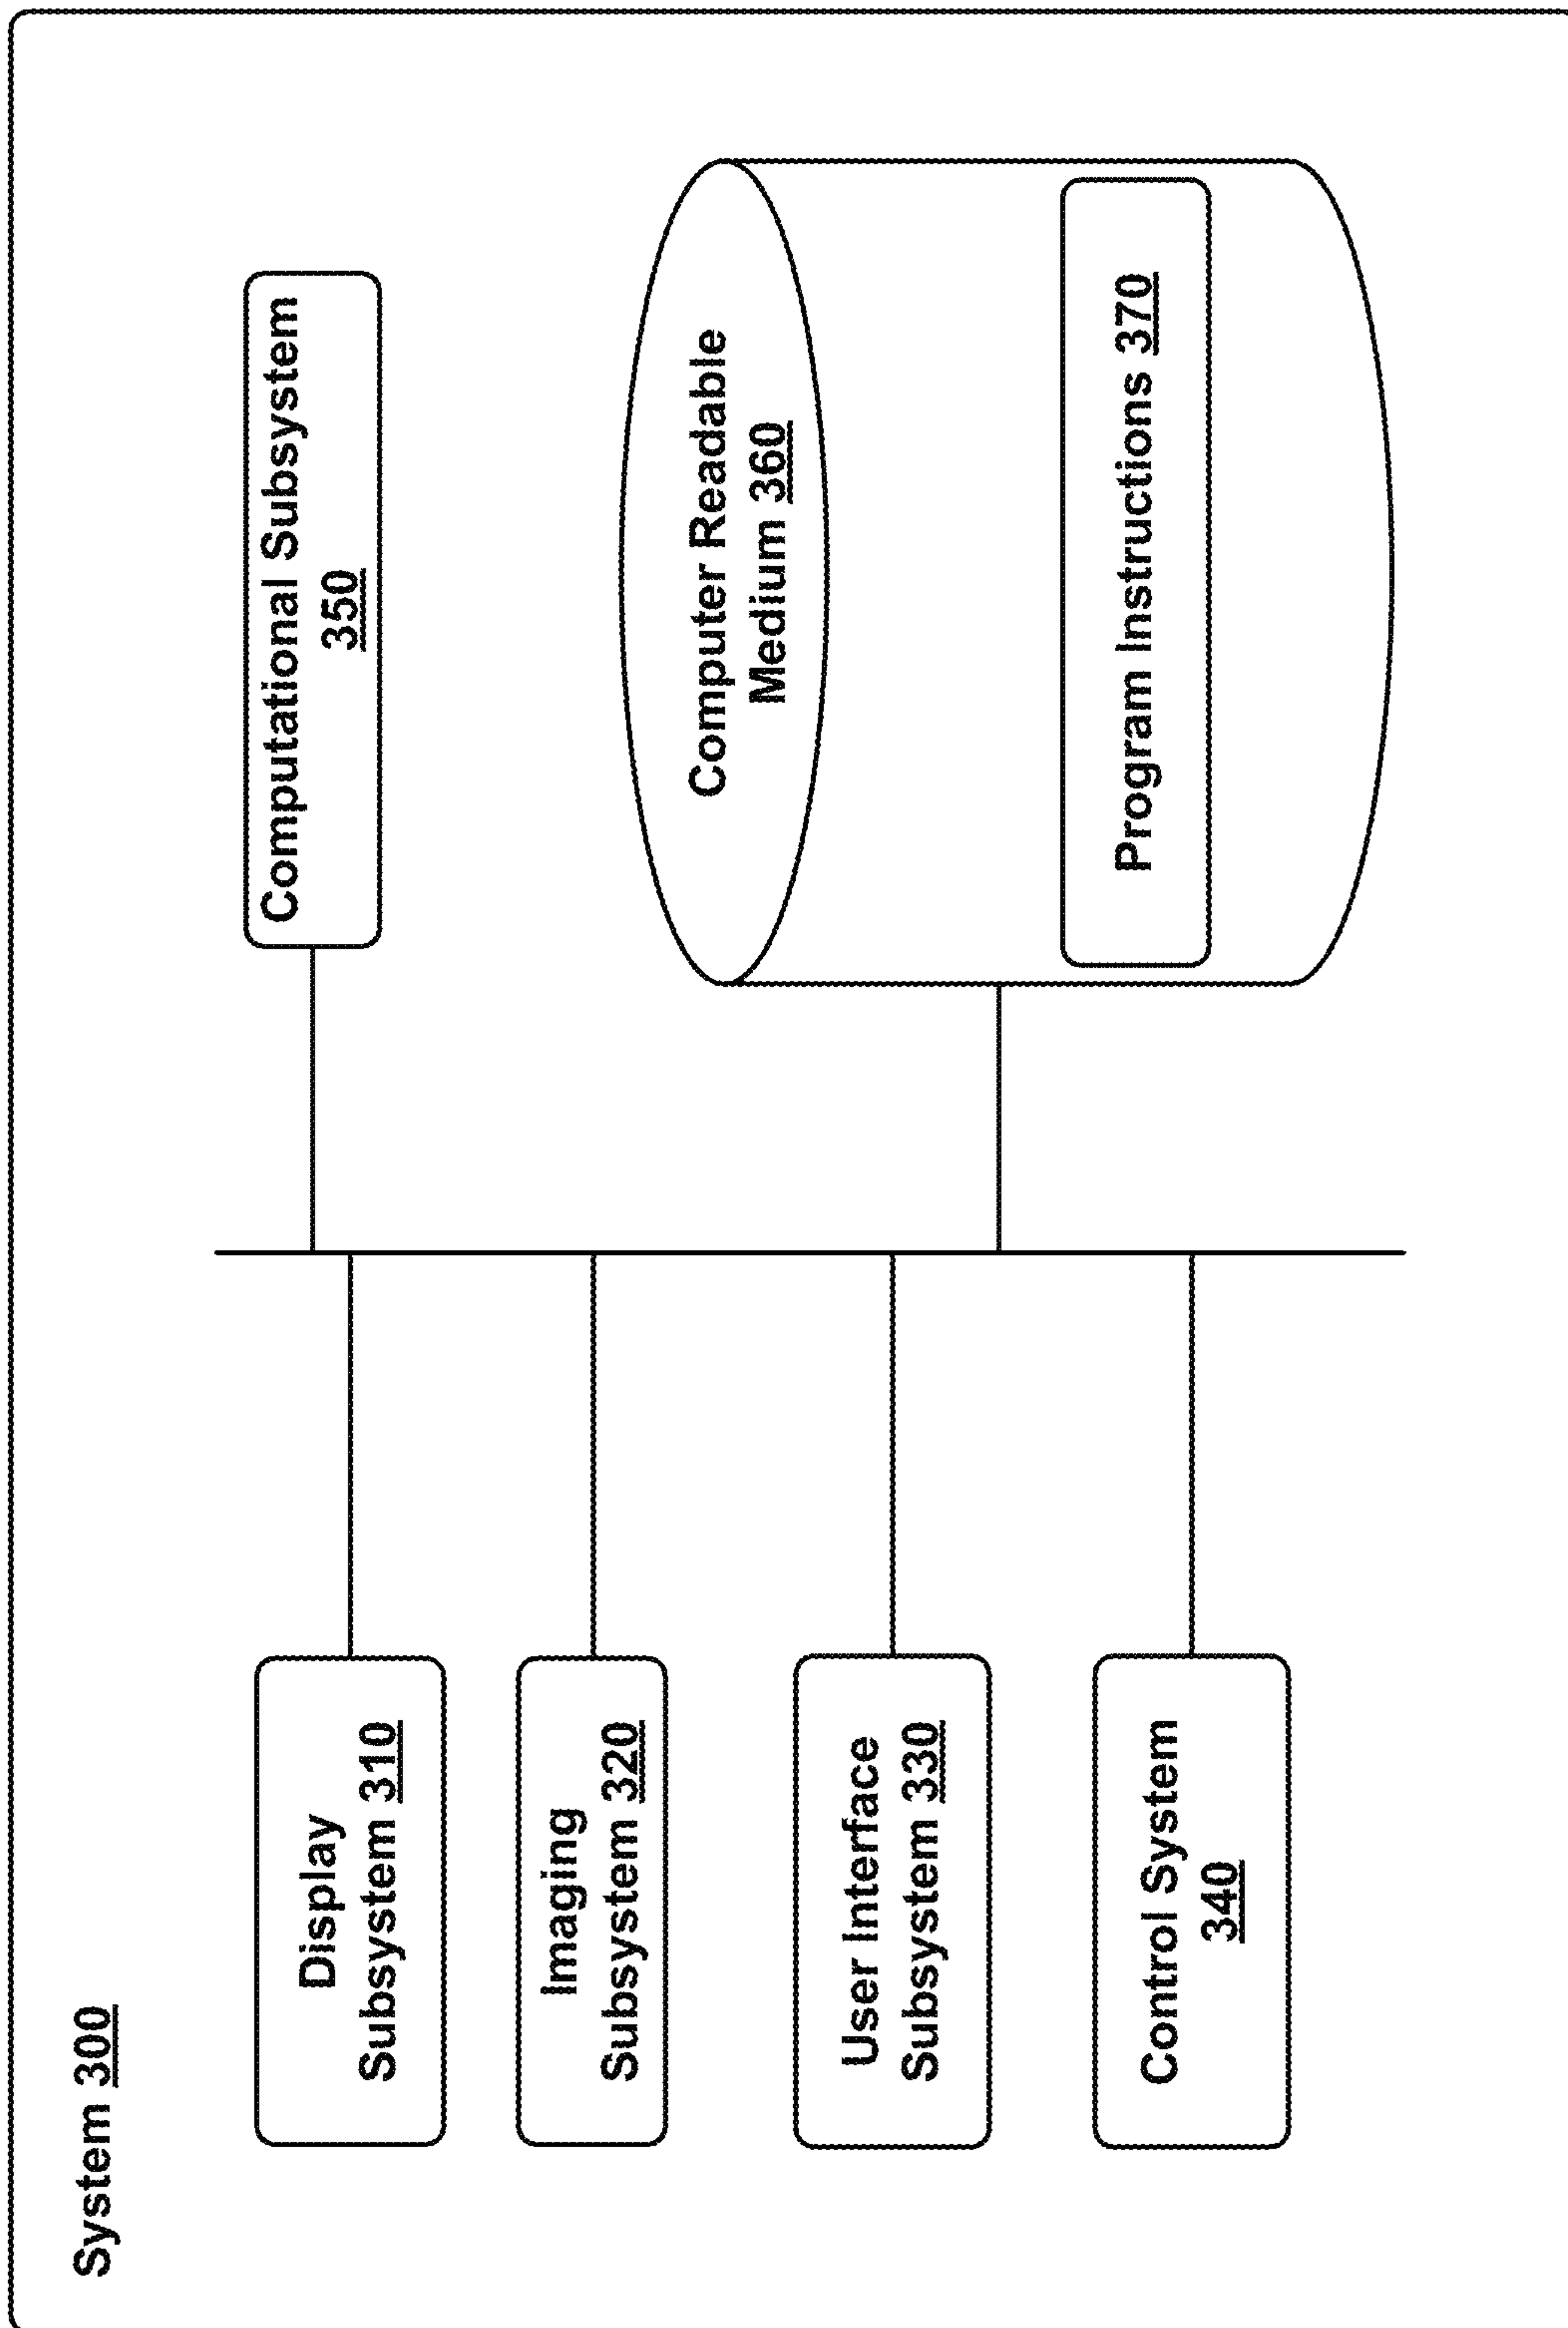 System 300
Display
Subsystem 310
Imaging
Subsystem 320
User Interface
Subsystem 330
Control System
340
Computational Subsystem
350
Computer Readable
Medium 360
Program Instructions 370